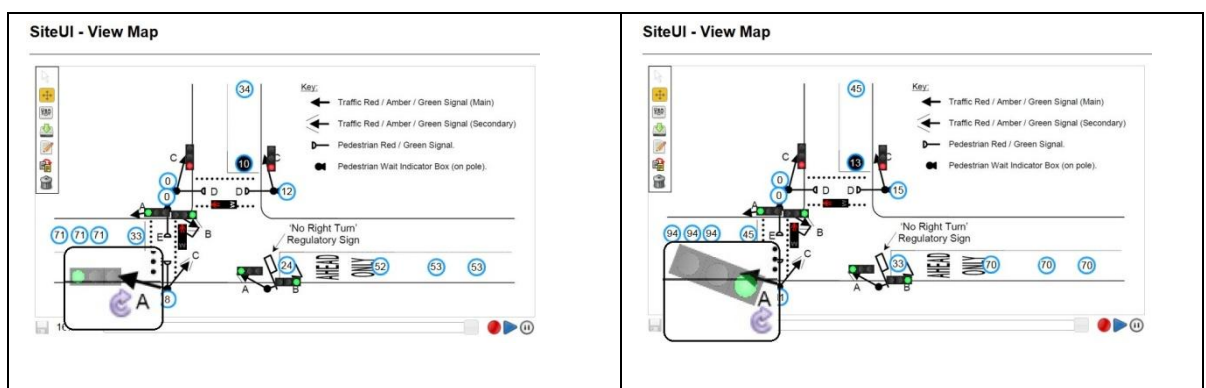 SiteUI - View Map
34
Key:
Traffic Red / Amber / Green Signal (Main)
Traffic Red / Amber / Green Signal (Secondary)
Pedestrian Red / Green Signal.
Pedestrian Wait Indicator Box (on pole).
C
C
10
0
D
D
12
0
A
B
E
71
71
71
33
'No Right Turn'
Regulatory Sign
C
24
AHEAD
ONLY
52
53
53
A
8
A
B
SiteUI - View Map
45
Key:
Traffic Red / Amber / Green Signal (Main)
Traffic Red / Amber / Green Signal (Secondary)
Pedestrian Red / Green Signal.
Pedestrian Wait Indicator Box (on pole).
C
C
13
0
D
D
15
0
A
B
E
94
94
94
45
'No Right Turn'
Regulatory Sign
C
33
AHEAD
ONLY
70
70
70
A
A
B